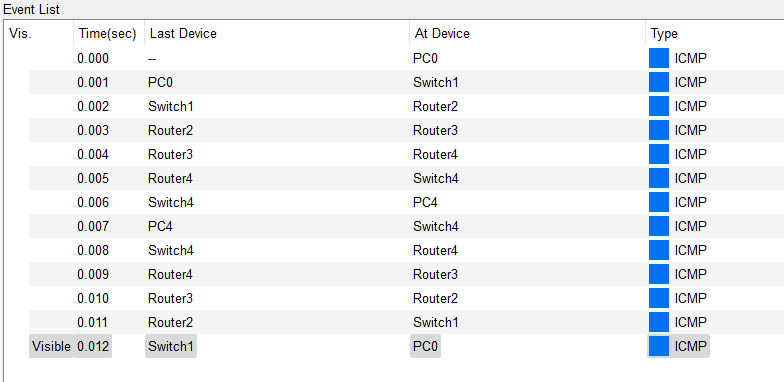 Event List
Vis. Time(sec) Last Device At Device Type
0.000 -- PC0 ICMP
0.001 PC0 Switch1 ICMP
0.002 Switch1 Router2 ICMP
0.003 Router2 Router3 ICMP
0.004 Router3 Router4 ICMP
0.005 Router4 Switch4 ICMP
0.006 Switch4 PC4 ICMP
0.007 PC4 Switch4 ICMP
0.008 Switch4 Router4 ICMP
0.009 Router4 Router3 ICMP
0.010 Router3 Router2 ICMP
0.011 Router2 Switch1 ICMP
Visible 0.012 Switch1 PC0 ICMP